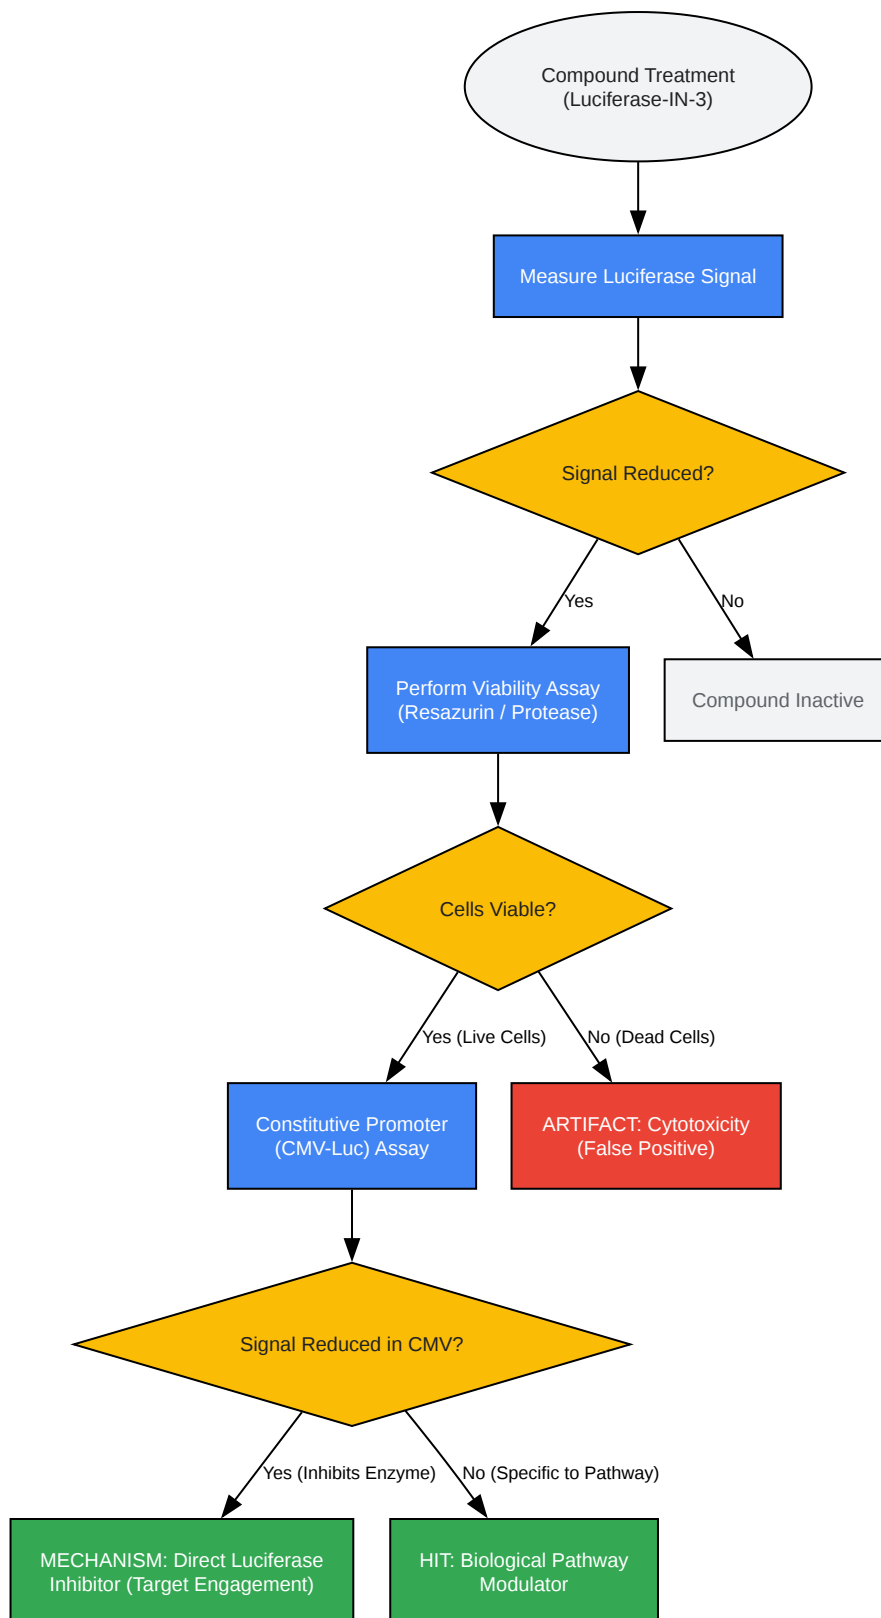 Compound Treatment
(Luciferase-IN-3)
Measure Luciferase Signal
Signal Reduced?
Yes
No
Perform Viability Assay
(Resazurin / Protease)
Compound Inactive
Cells Viable?
Yes (Live Cells)
No (Dead Cells)
Constitutive Promoter
(CMV-Luc) Assay
ARTIFACT: Cytotoxicity
(False Positive)
Signal Reduced in CMV?
Yes (Inhibits Enzyme)
No (Specific to Pathway)
MECHANISM: Direct Luciferase
Inhibitor (Target Engagement)
HIT: Biological Pathway
Modulator